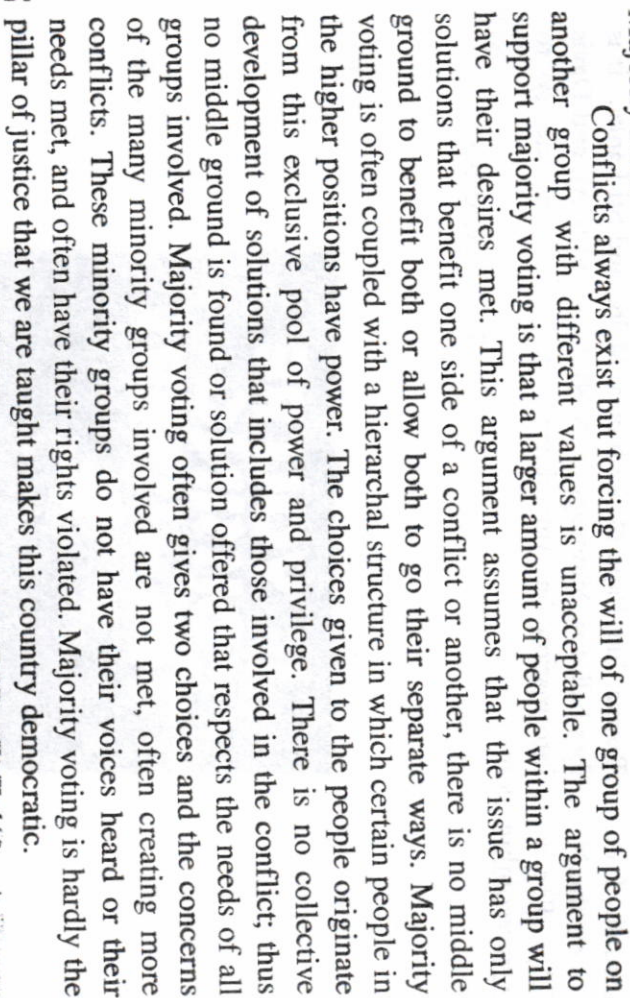 Conflicts always exist but forcing the will of one group of people on
another group with different values is unacceptable. The argument to
support majority voting is that a larger amount of people within a group will
have their desires met. This argument assumes that the issue has only
solutions that benefit one side of a conflict or another, there is no middle
ground to benefit both or allow both to go their separate ways. Majority
voting is often coupled with a hierarchal structure in which certain people in
the higher positions have power. The choices given to the people originate
from this exclusive pool of power and privilege. There is no collective
development of solutions that includes those involved in the conflict; thus
no middle ground is found or solution offered that respects the needs of all
groups involved. Majority voting often gives two choices and the concerns
of the many minority groups involved are not met, often creating more
conflicts. These minority groups do not have their voices heard or their
needs met, and often have their rights violated. Majority voting is hardly the
pillar of justice that we are taught makes this country democratic.